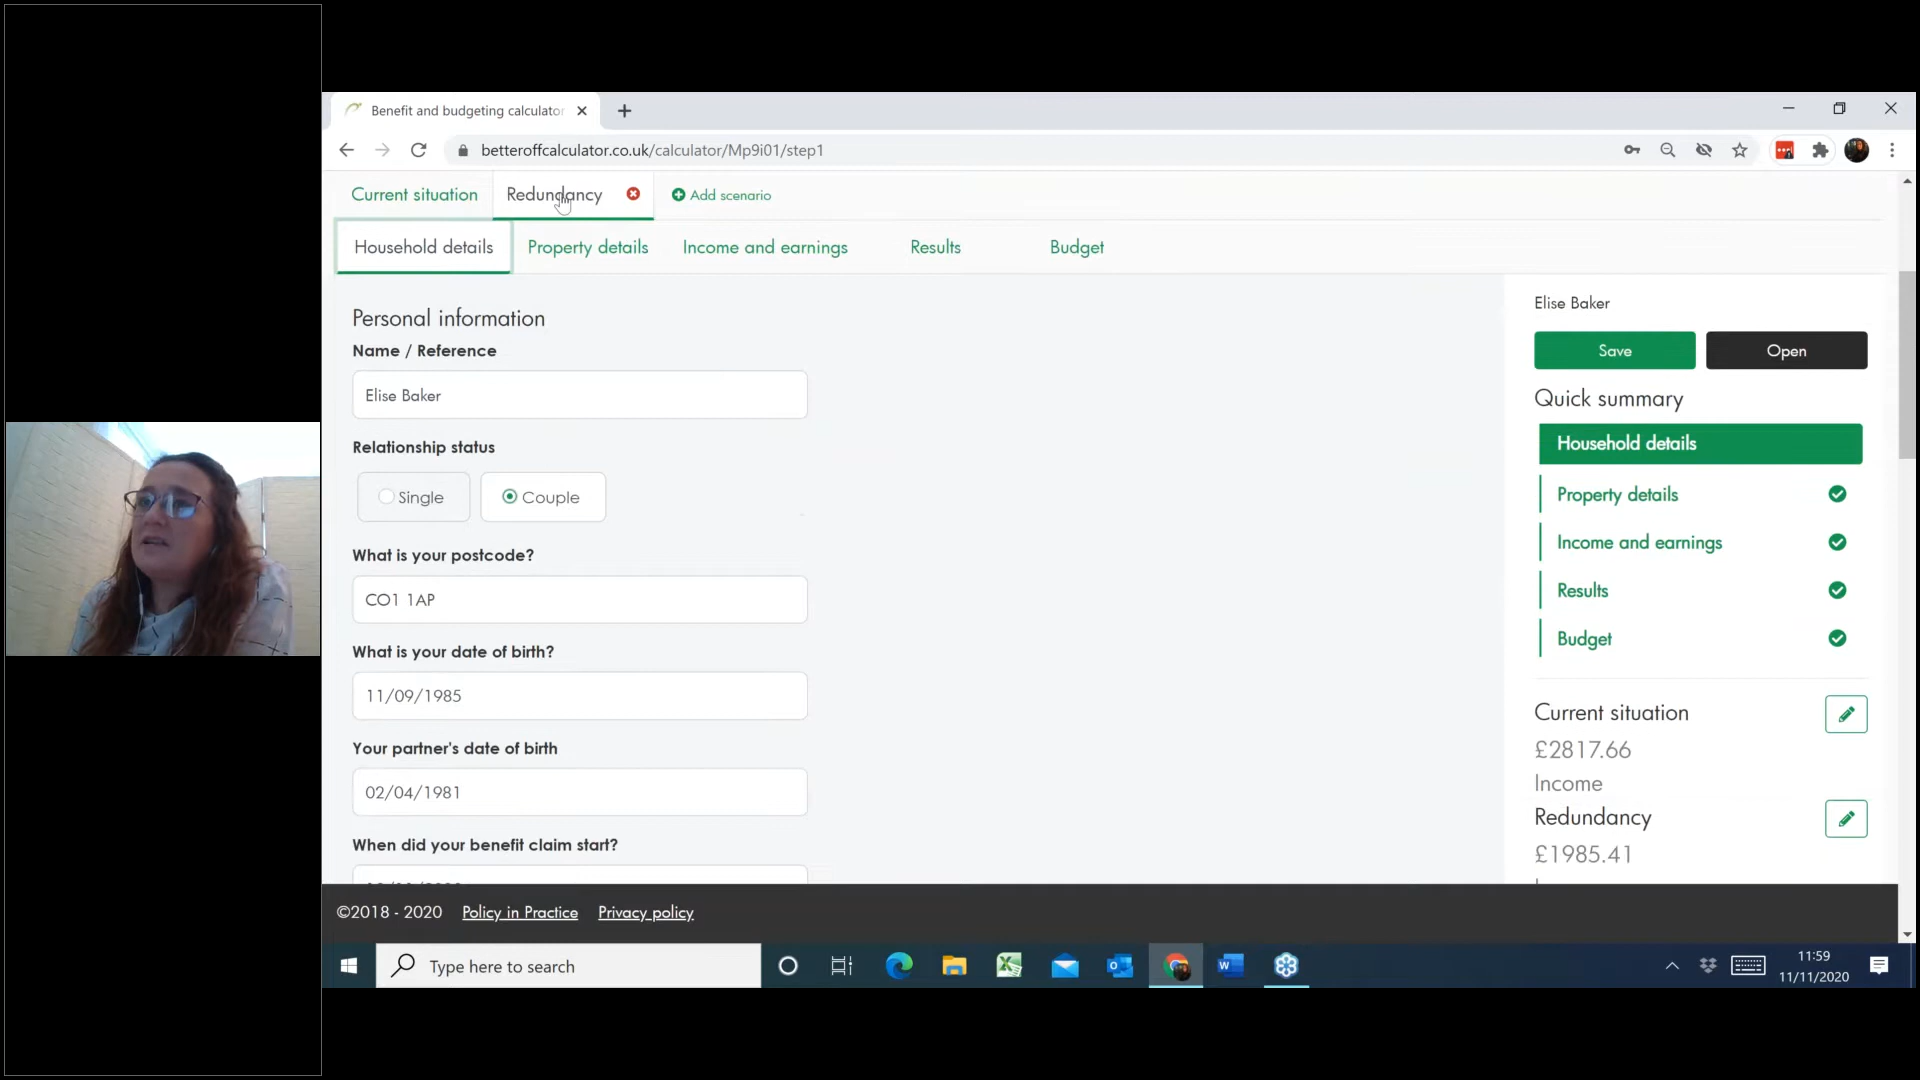 Benefit and budgeting calculator
betteroffcalculator.co.uk/calculator/Mp9i01/step1
Current situation
Redundancy
Add scenario
Household details
Property details
Income and earnings
Results
Budget
Personal information
Name / Reference
Elise Baker
Relationship status
Single
Couple
What is your postcode?
CO1 1AP
What is your date of birth?
11/09/1985
Your partner's date of birth
02/04/1981
When did your benefit claim start?
Elise Baker
Save
Open
Quick summary
Household details
Property details
Income and earnings
Results
Budget
Current situation
£2817.66
Income
Redundancy
£1985.41
©2018 - 2020 Policy in Practice Privacy policy
Type here to search
11:59
11/11/2020